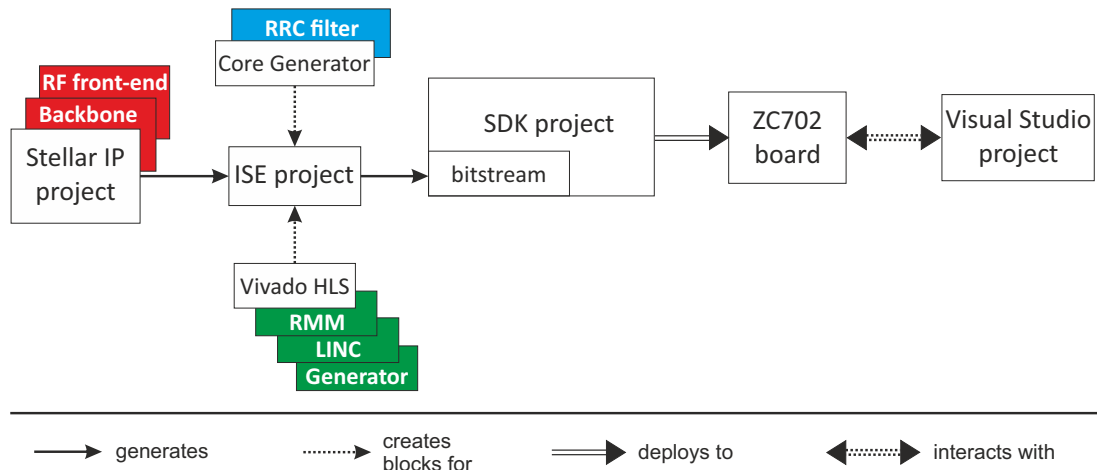 RRC filter
Core Generator
RF front-end
Backbone
Stellar IP
project
ISE project
SDK project
bitstream
ZC702
board
Visual Studio
project
Vivado HLS
RMM
LINC
Generator
generates
creates
blocks for
deploys to
interacts with